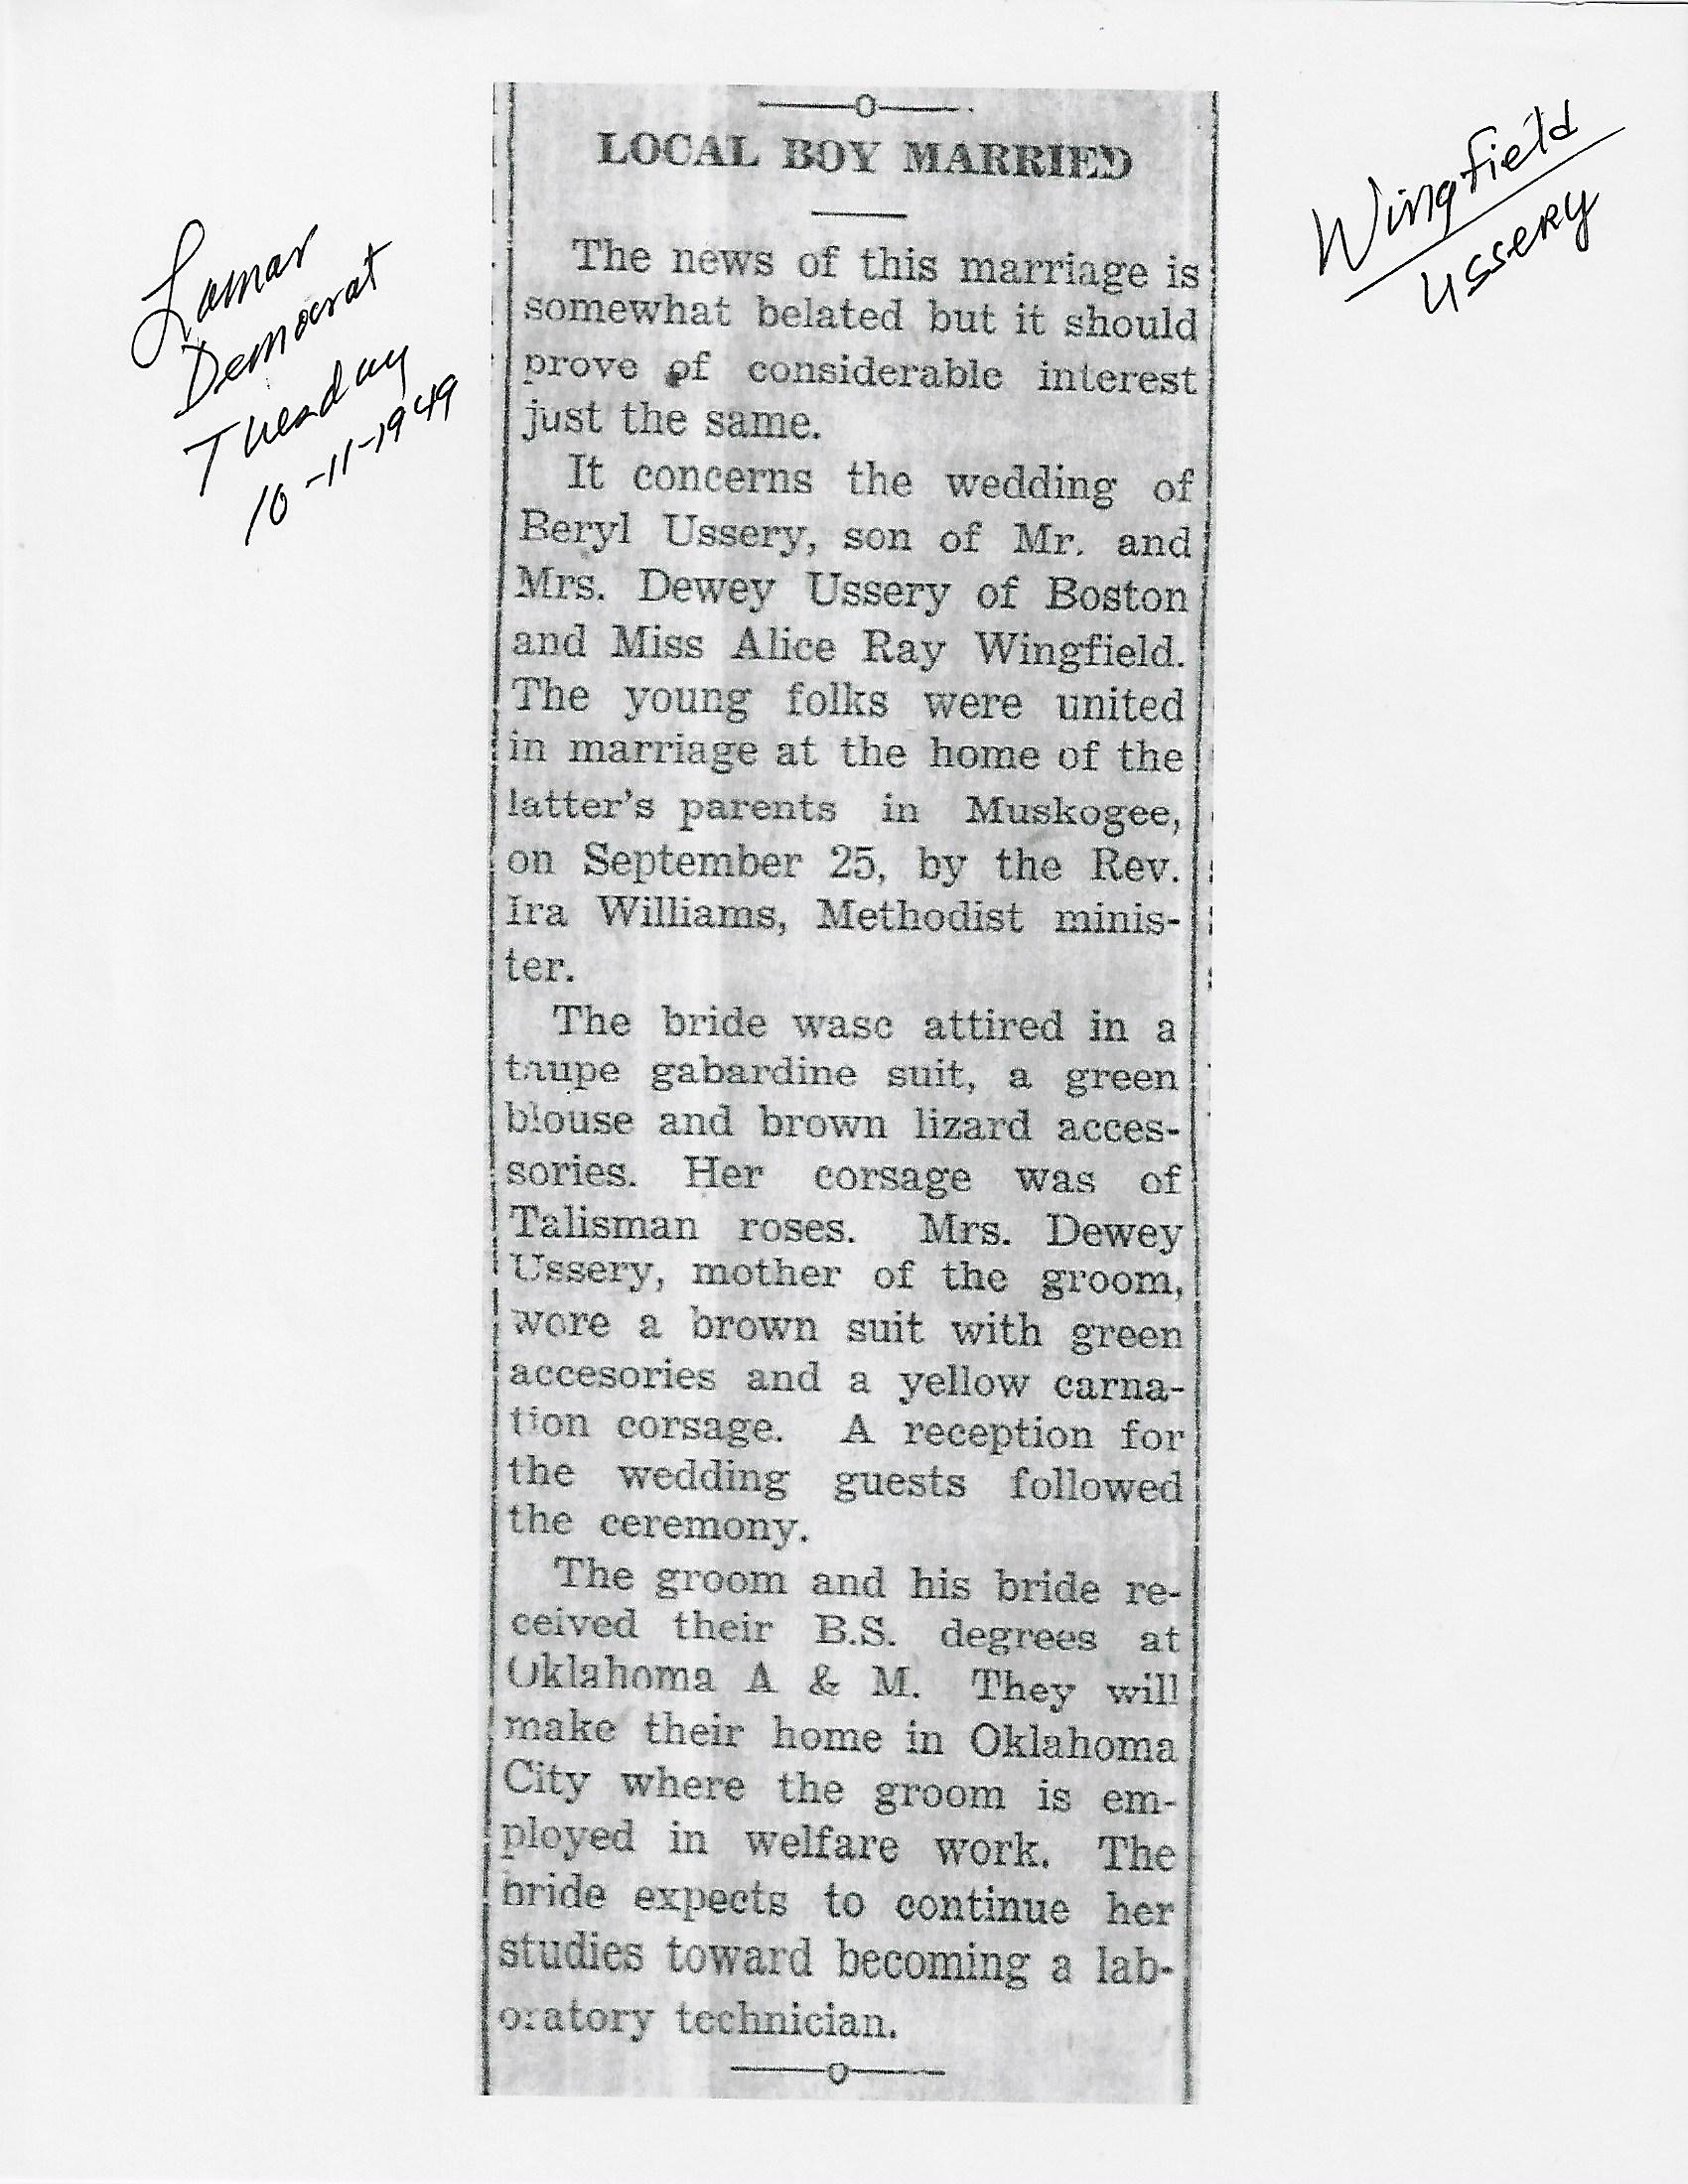 Lamar
Democrat
Tuesday
10-11-1949
Wingfield
Ussery
LOCAL BOY MARRIED
The news of this marriage is
somewhat belated but it should
prove of considerable interest
just the same.
It concerns the wedding of
Beryl Ussery, son of Mr. and
Mrs. Dewey Ussery of Boston
and Miss Alice Ray Wingfield.
The young folks were united
in marriage at the home of the
latter's parents in Muskogee,
on September 25, by the Rev.
Ira Williams, Methodist minis-
ter.
The bride wasc attired in a
taupe gabardine suit, a green
blouse and brown lizard acces-
sories. Her corsage was of
Talisman roses. Mrs. Dewey
Ussery, mother of the groom,
wore a brown suit with green
accesories and a yellow carna-
tion corsage. A reception for
the wedding guests followed
the ceremony.
The groom and his bride re-
ceived their B.S. degrees at
Oklahoma A & M. They will
make their home in Oklahoma
City where the groom is em-
ployed in welfare work. The
bride expects to continue her
studies toward becoming a lab-
oratory technician.